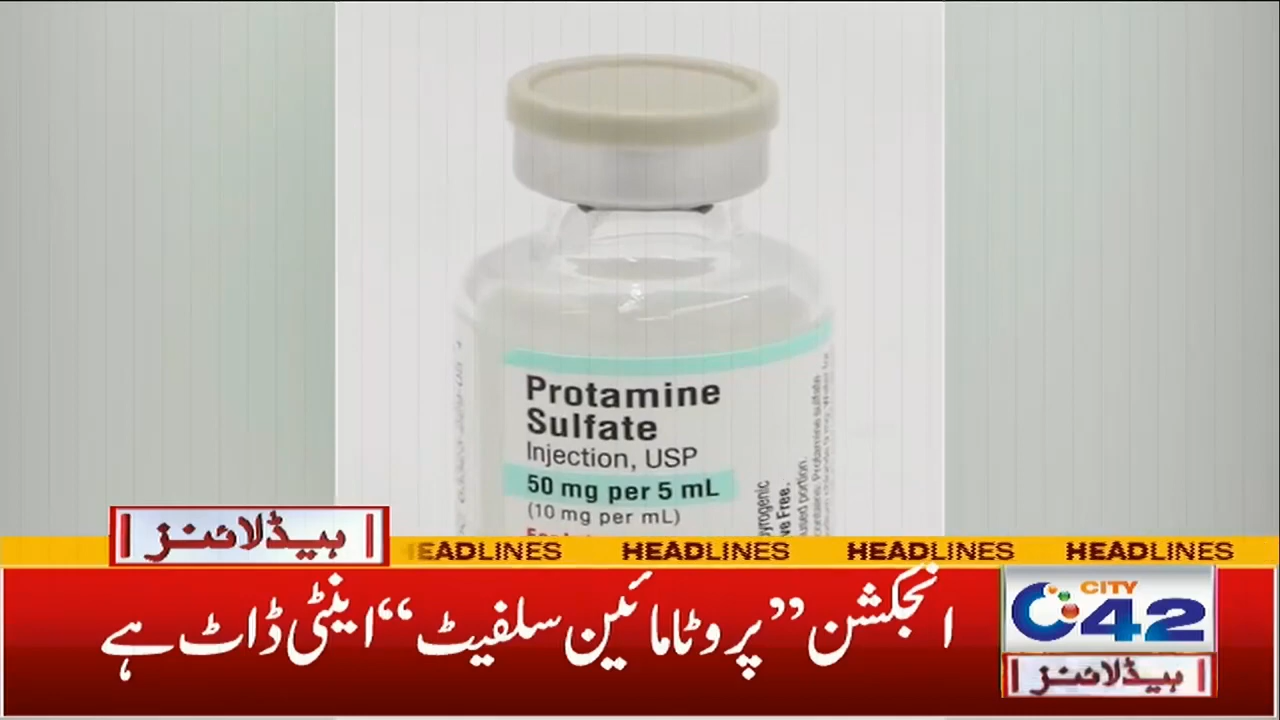 Protamine
Sulfate
Injection, USP
50 mg per 5 mL
(10 mg per mL)
ہیڈلائنز
HEADLINES HEADLINES HEADLINES
انجکشن ”پروٹامائین سلفیٹ“ اینٹی ڈاٹ ہے
CITY
42
ہیڈلائنز